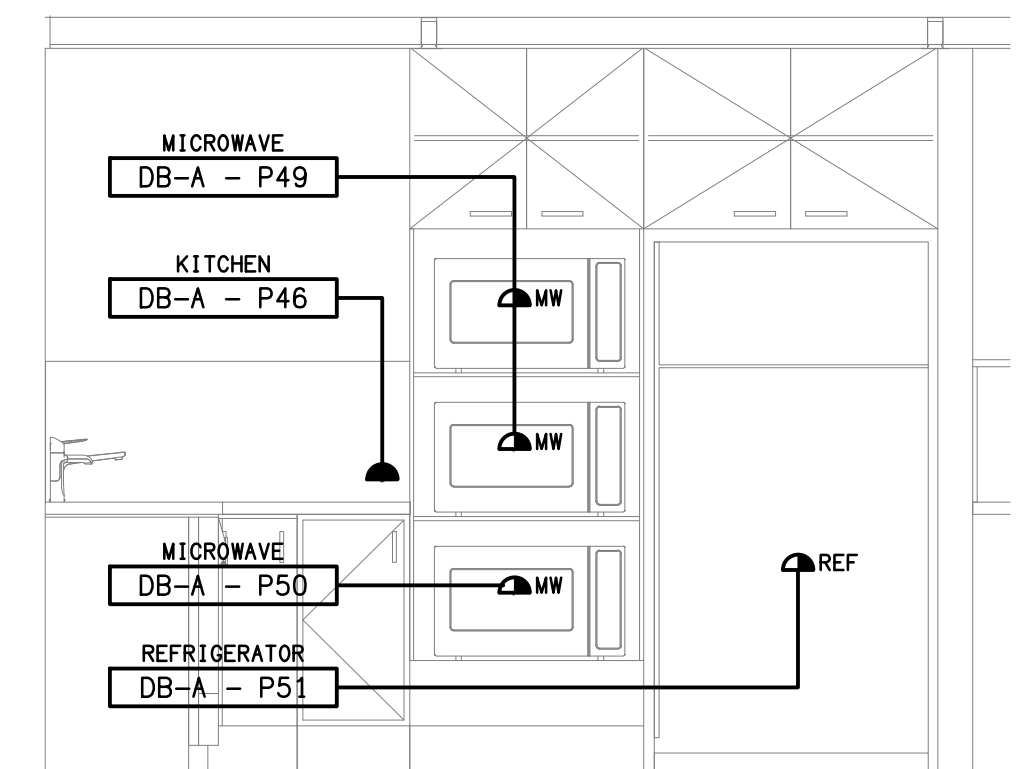 MICROWAVE
DB-A - P49
KITCHEN
DB-A - P46
MW
MW
MICROWAVE
DB-A - P50
MW
REF
REFRIGERATOR
DB-A - P51